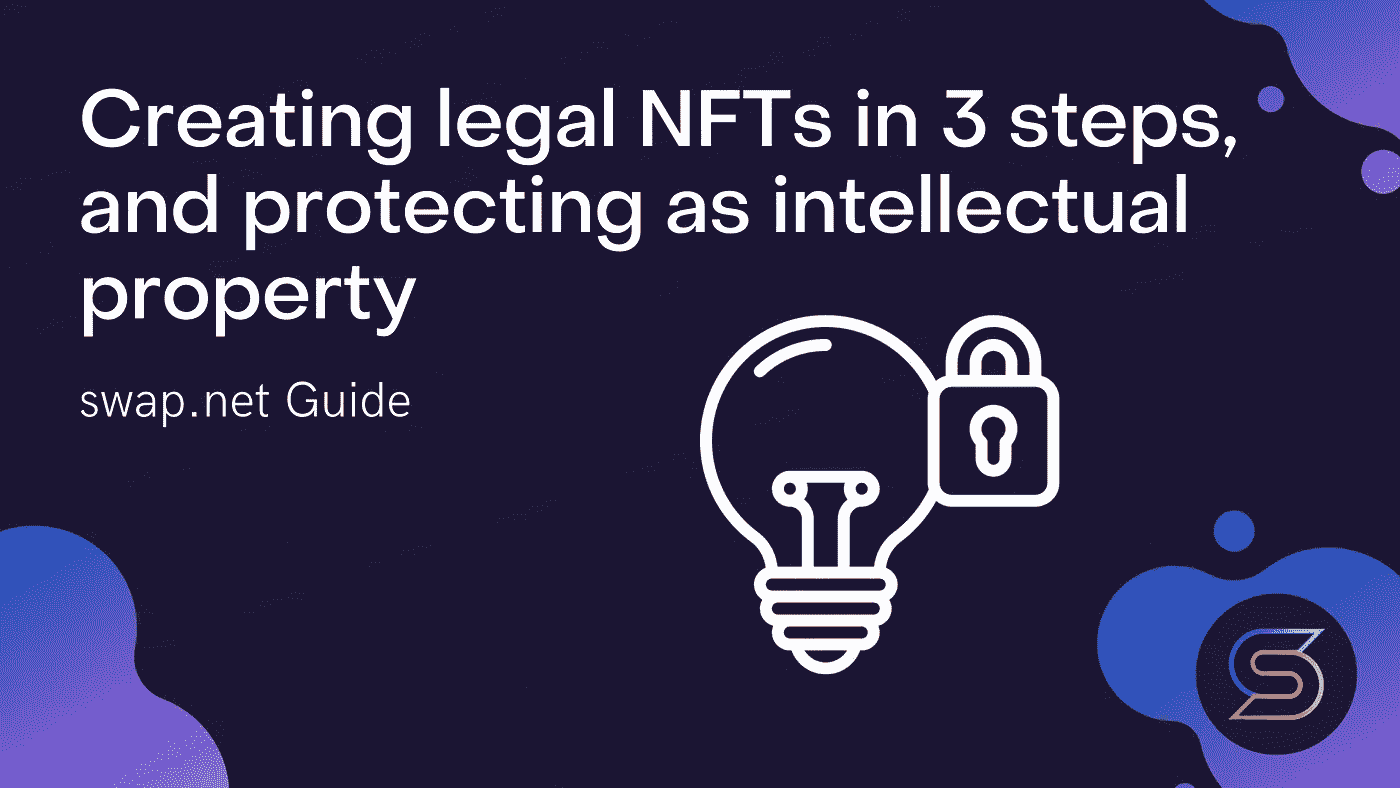 Creating legal NFTs in 3 steps,
and protecting as intellectual
property
swap.net Guide